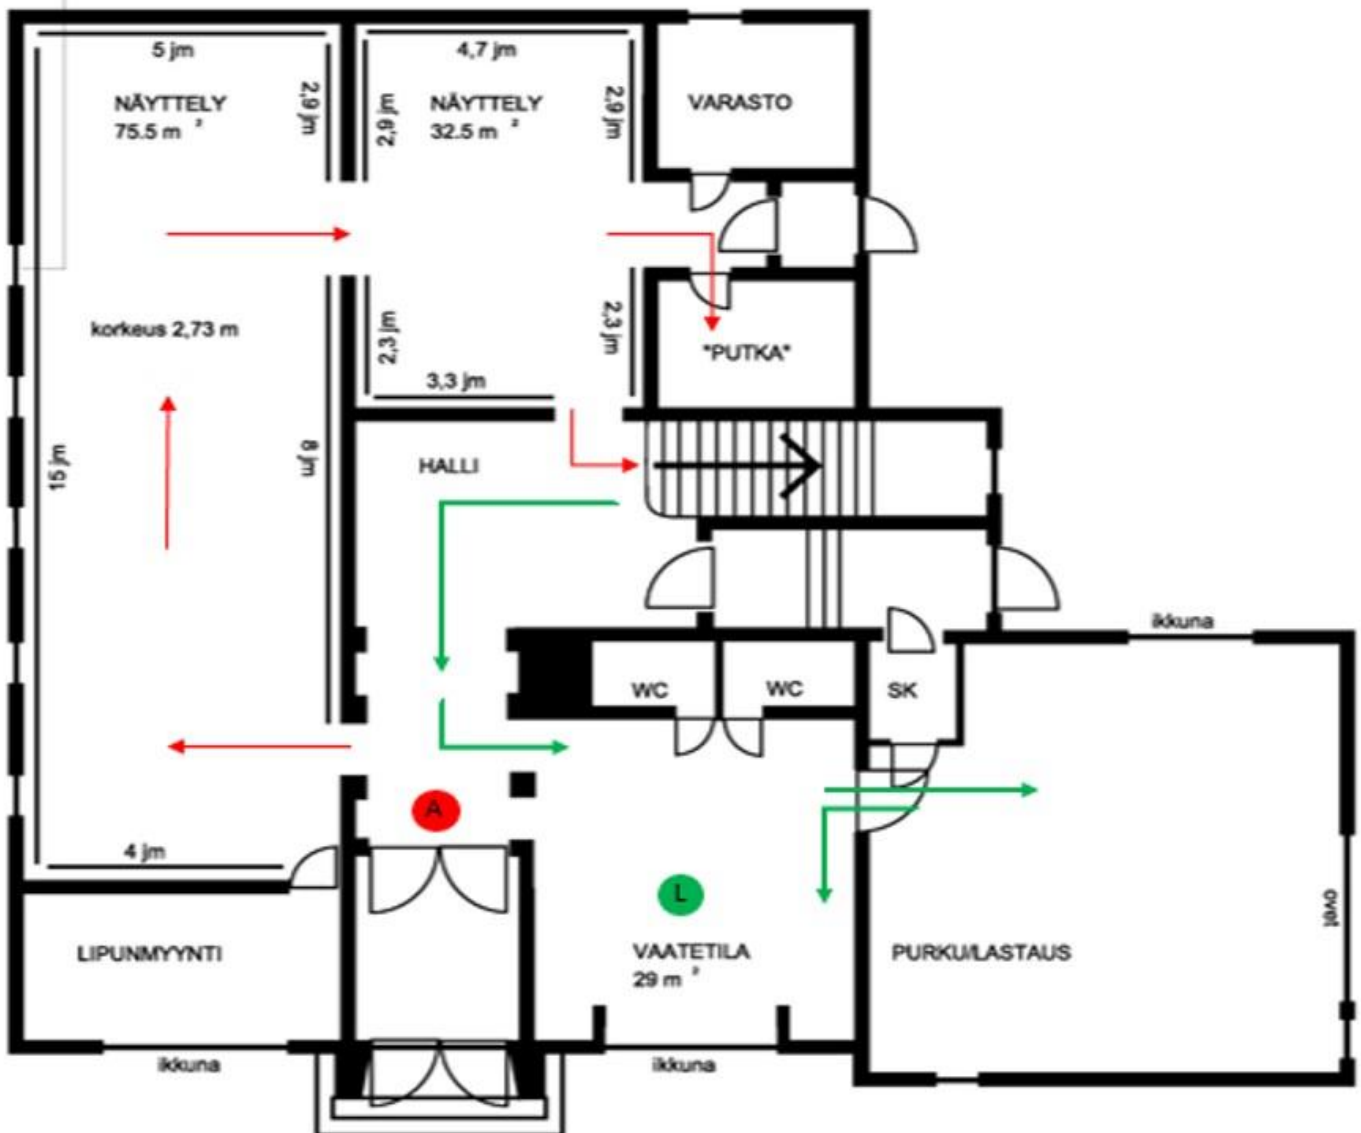 5 jm
4,7 jm
NÄYTTELY
75.5 m ²
2,9 jm
2,9 jm
NÄYTTELY
32.5 m ²
2,9 jm
VARASTO
korkeus 2,73 m
2,3 jm
2,3 jm
"PUTKA"
3,3 jm
15 jm
8 jm
HALLI
ikkuna
WC
WC
SK
A
4 jm
L
LIPUNMYYNTI
VAATETILA
29 m ²
PURKU/LASTAUS
ovet
ikkuna
ikkuna